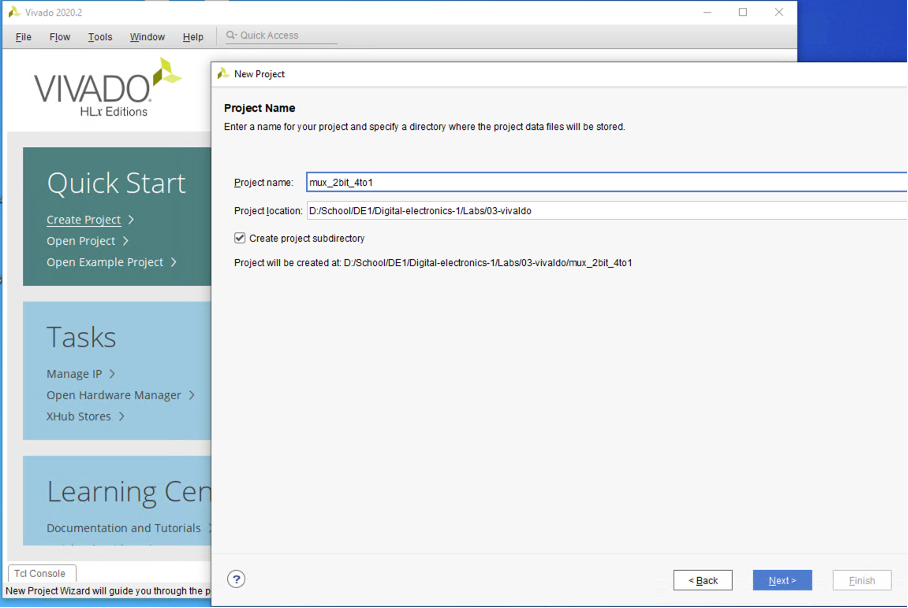 Vivado 2020.2
File Flow Tools Window Help Quick Access
VIVADO
HLx Editions
Quick Start
Create Project >
Open Project >
Open Example Project >
Tasks
Manage IP >
Open Hardware Manager >
XHub Stores >
Learning Cen
Documentation and Tutorials
Tcl Console
New Project Wizard will guide you through the p
New Project
Project Name
Enter a name for your project and specify a directory where the project data files will be stored.
Project name: mux_2bit_4to1
Project location: D:/School/DE1/Digital-electronics-1/Labs/03-vivaldo
Create project subdirectory
Project will be created at: D:/School/DE1/Digital-electronics-1/Labs/03-vivaldo/mux_2bit_4to1
? < Back Next > Finish